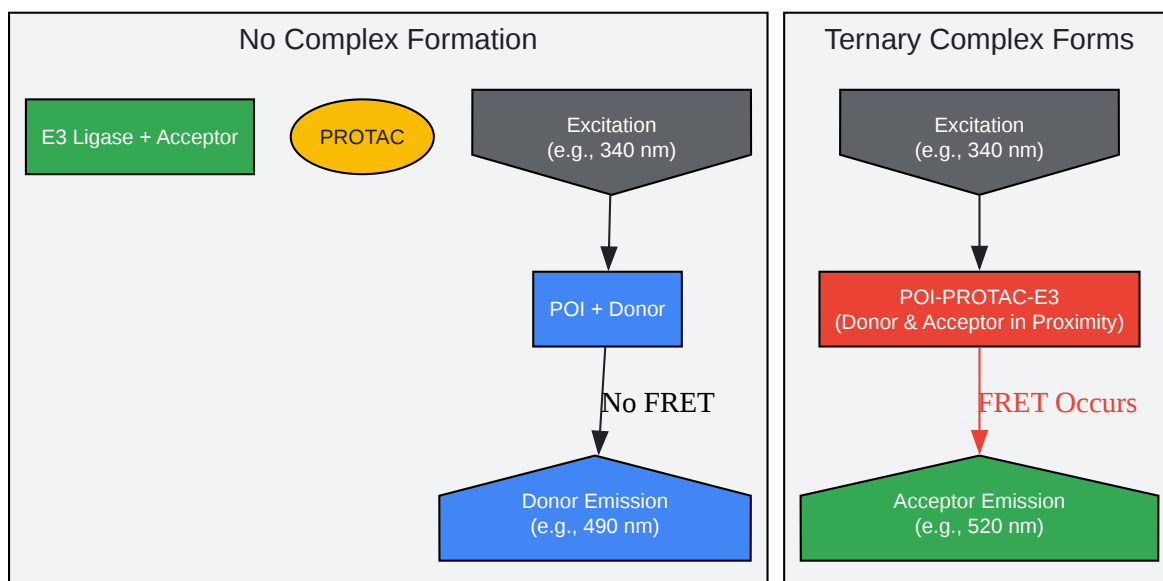 No Complex Formation
E3 Ligase + Acceptor
PROTAC
Excitation
(e.g., 340 nm)
POI + Donor
No FRET
Donor Emission
(e.g., 490 nm)
Ternary Complex Forms
Excitation
(e.g., 340 nm)
POI-PROTAC-E3
(Donor & Acceptor in Proximity)
FRET Occurs
Acceptor Emission
(e.g., 520 nm)